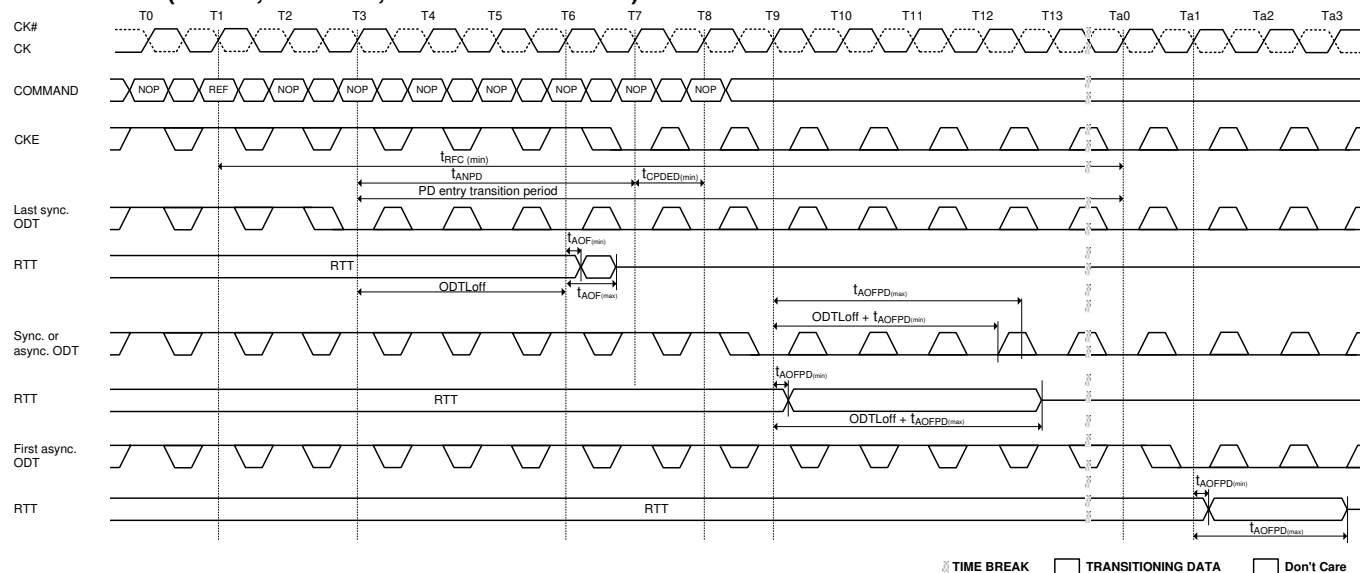 T0 T1 T2 T3 T4 T5 T6 T7 T8 T9 T10 T11 T12 T13 Ta0 Ta1 Ta2 Ta3
CK#
CK
COMMAND
NOP REF NOP NOP NOP NOP NOP NOP NOP
CKE
tRFC (min)
tANPD tCPDED(min)
PD entry transition period
Last sync.
ODT
tAOF(min)
RTT
RTT
ODTLoff
tAOF(max)
tAOFPD(max)
ODTLoff + tAOFPD(min)
Sync. or
async. ODT
tAOFPD(min)
RTT
RTT
ODTLoff + tAOFPD(max)
First async.
ODT
tAOFPD(min)
RTT
RTT
tAOFPD(max)
TIME BREAK TRANSITIONING DATA Don't Care